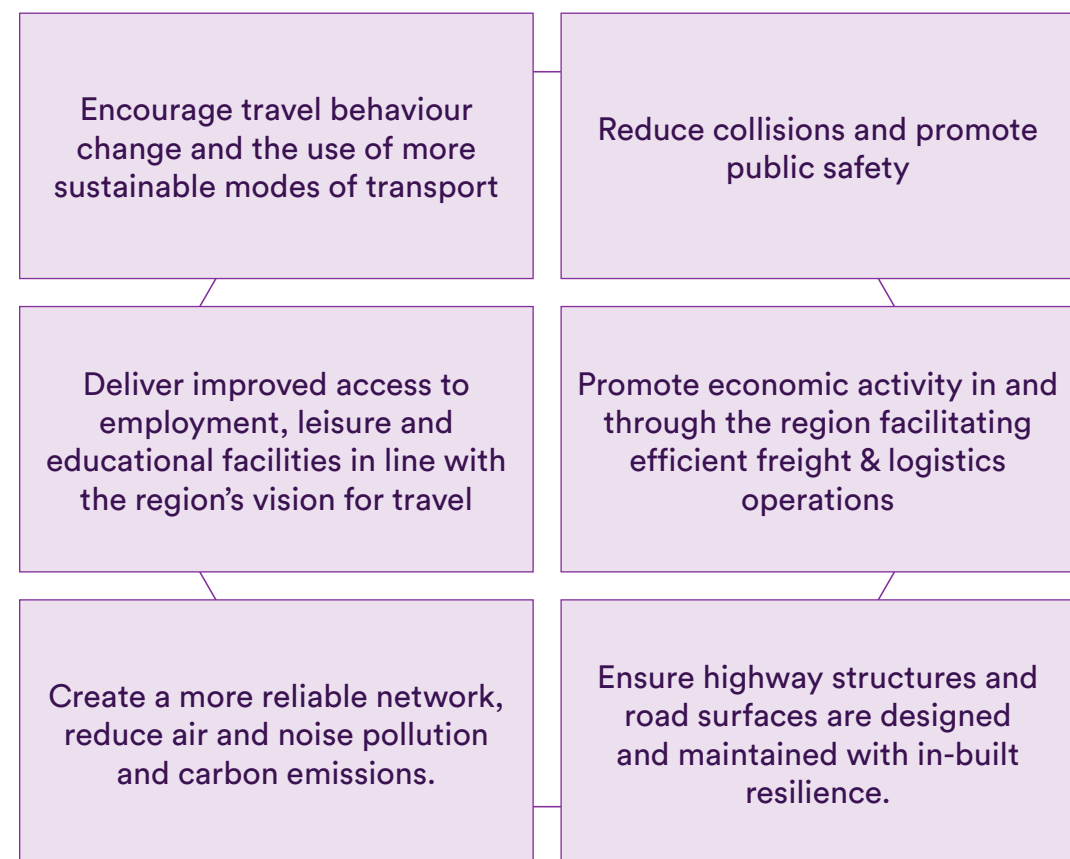 Encourage travel behaviour
change and the use of more
sustainable modes of transport
Reduce collisions and promote
public safety
Deliver improved access to
employment, leisure and
educational facilities in line with
the region’s vision for travel
Promote economic activity in and
through the region facilitating
efficient freight & logistics
operations
Create a more reliable network,
reduce air and noise pollution
and carbon emissions.
Ensure highway structures and
road surfaces are designed
and maintained with in-built
resilience.